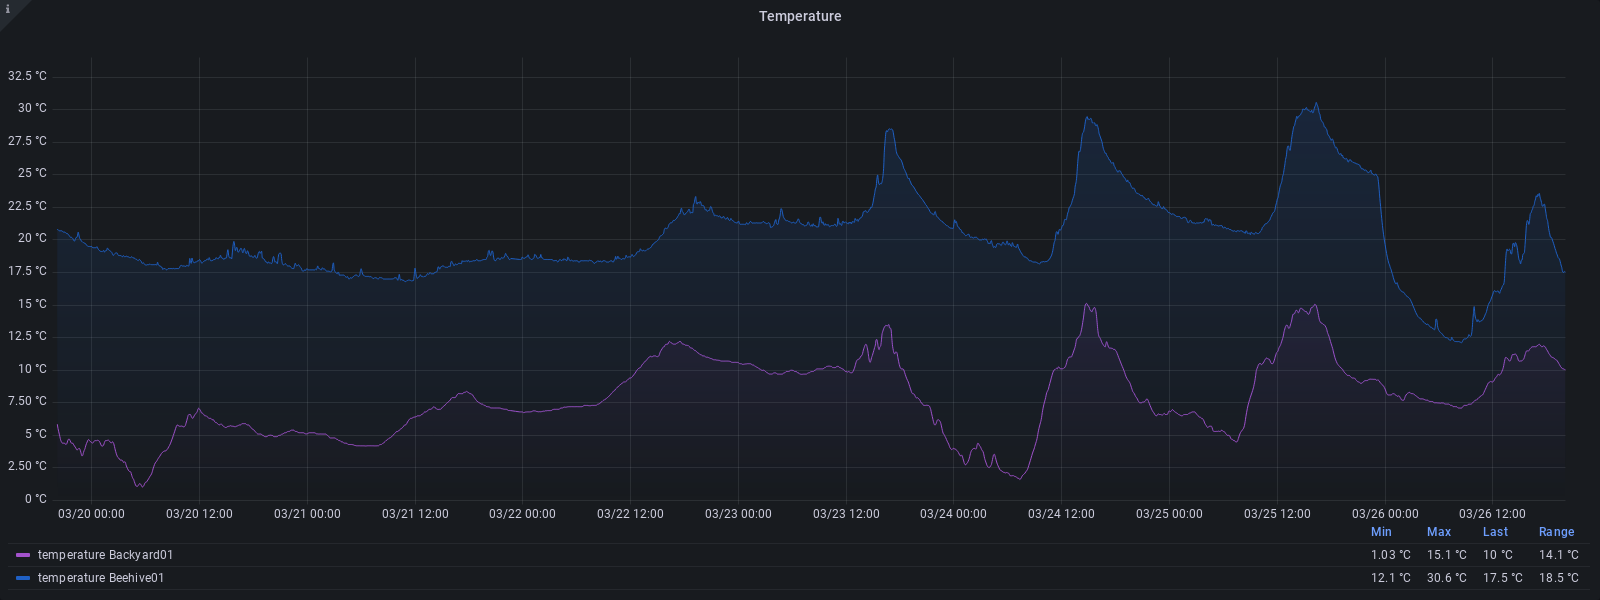 i
Temperature
32.5 °C
30 °C
27.5 °C
25 °C
22.5 °C
20 °C
17.5 °C
15 °C
12.5 °C
10 °C
7.50 °C
5 °C
2.50 °C
0 °C
03/20 00:00 03/20 12:00 03/21 00:00 03/21 12:00 03/22 00:00 03/22 12:00 03/23 00:00 03/23 12:00 03/24 00:00 03/24 12:00 03/25 00:00 03/25 12:00 03/26 00:00 03/26 12:00
Min Max Last Range
temperature Backyard01 1.03 °C 15.1 °C 10 °C 14.1 °C
temperature Beehive01 12.1 °C 30.6 °C 17.5 °C 18.5 °C